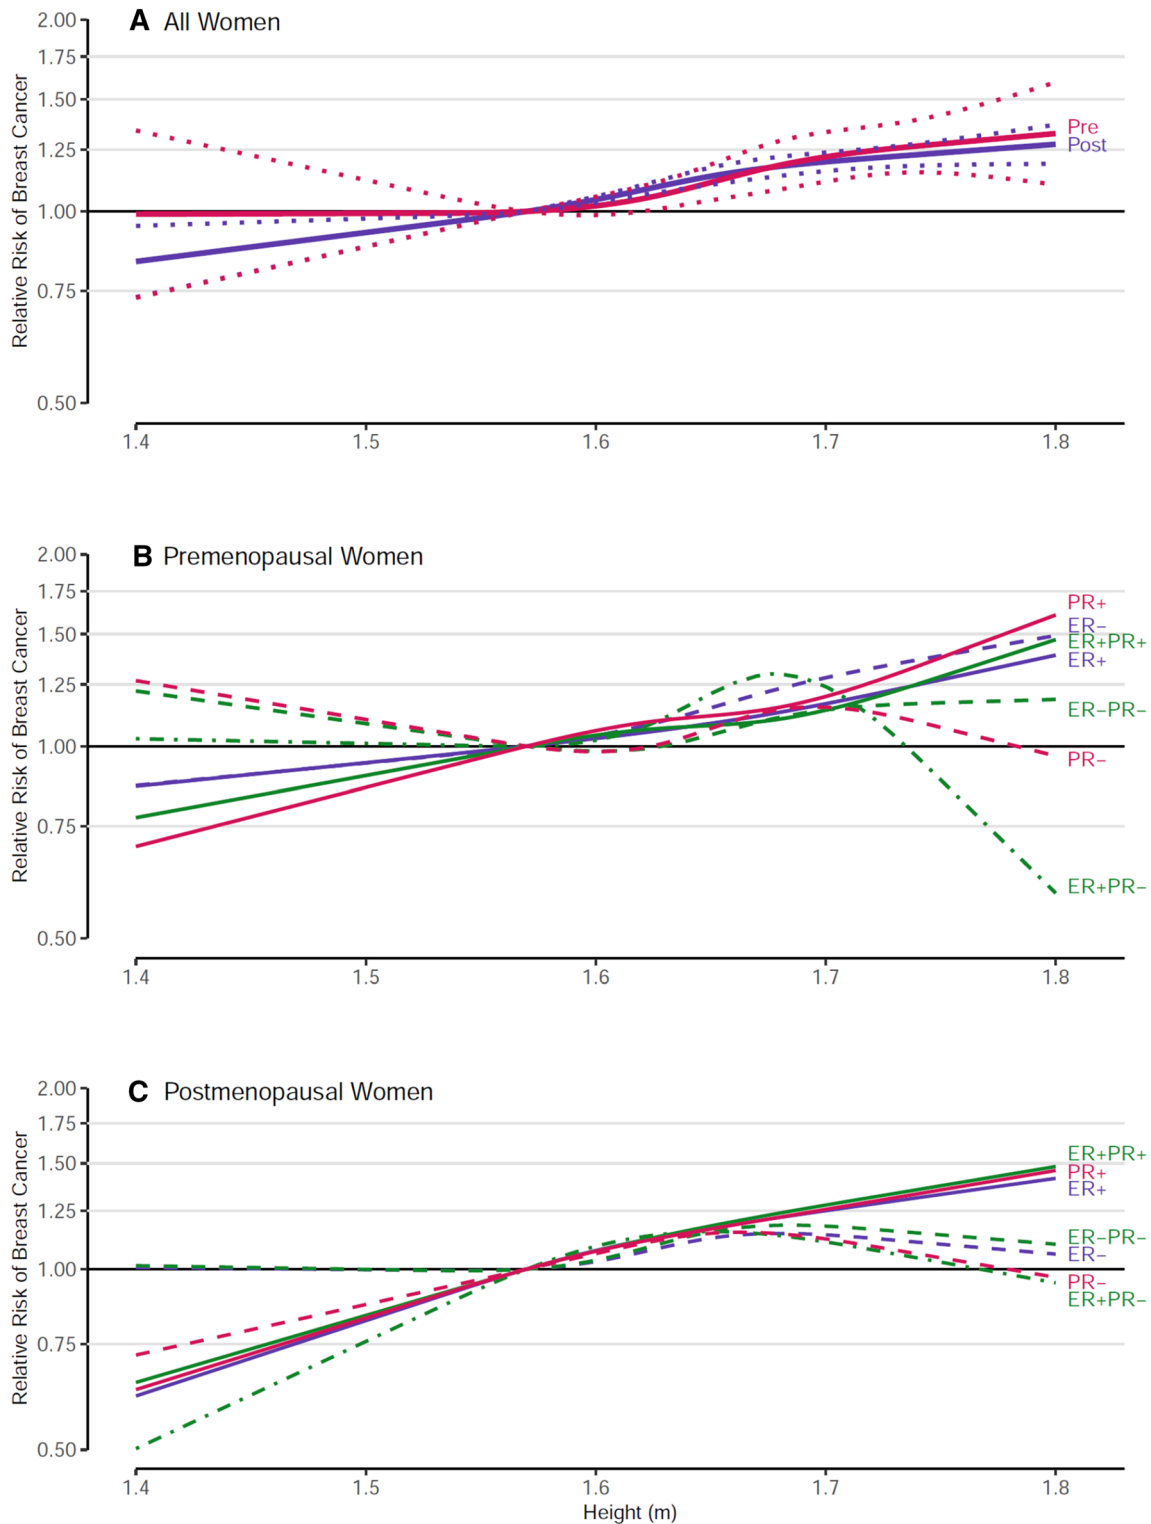 A All Women
Relative Risk of Breast Cancer
2.00
1.75
1.50
1.25
1.00
0.75
0.50
Pre
Post
1.4 1.5 1.6 1.7 1.8
B Premenopausal Women
Relative Risk of Breast Cancer
2.00
1.75
1.50
1.25
1.00
0.75
0.50
PR+
ER−
ER+PR+
ER+
ER−PR−
PR−
ER+PR−
1.4 1.5 1.6 1.7 1.8
C Postmenopausal Women
Relative Risk of Breast Cancer
2.00
1.75
1.50
1.25
1.00
0.75
0.50
ER+PR+
PR+
ER+
ER−PR−
ER−
PR−
ER+PR−
1.4 1.5 1.6 1.7 1.8
Height (m)